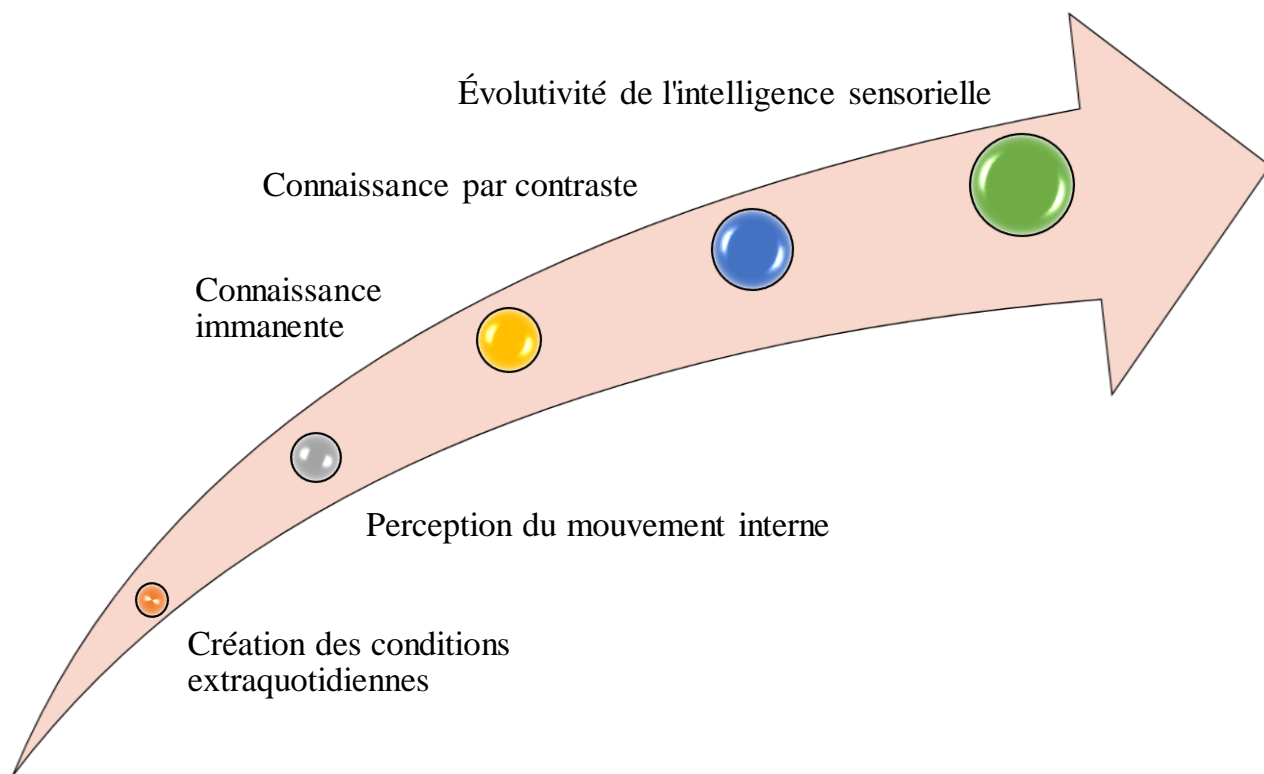 Évolutivité de l'intelligence sensorielle
Connaissance par contraste
Connaissance
immanente
Perception du mouvement interne
Création des conditions
extraquotidiennes